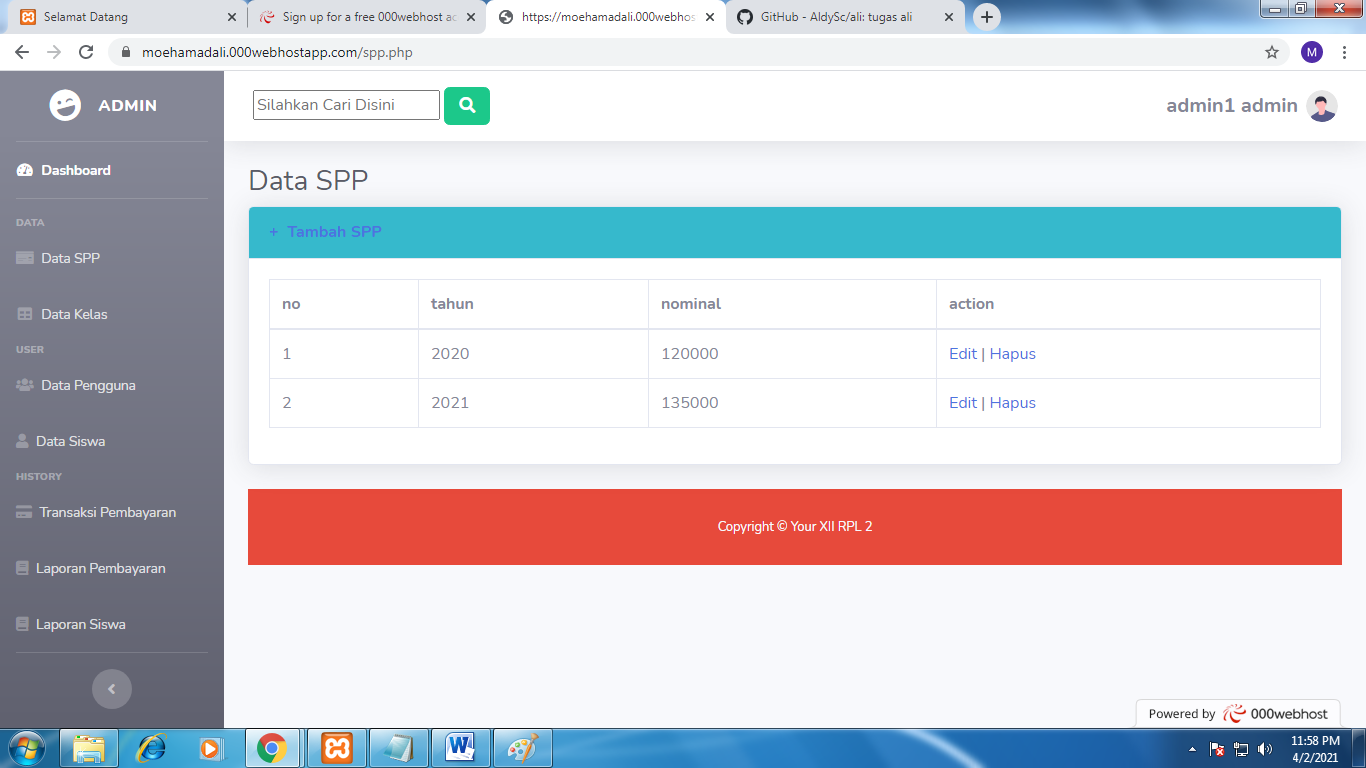 Selamat Datang
Sign up for a free 000webhost ac
https://moehamadali.000webhos
GitHub - AldySc/ali: tugas ali
moehamadali.000webhostapp.com/spp.php
M
ADMIN
Silahkan Cari Disini
admin1 admin
Dashboard
DATA
Data SPP
Data Kelas
USER
Data Pengguna
Data Siswa
HISTORY
Transaksi Pembayaran
Laporan Pembayaran
Laporan Siswa
Data SPP
+ Tambah SPP
no tahun nominal action
1 2020 120000 Edit | Hapus
2 2021 135000 Edit | Hapus
Copyright © Your XII RPL 2
Powered by 000webhost
11:58 PM
4/2/2021